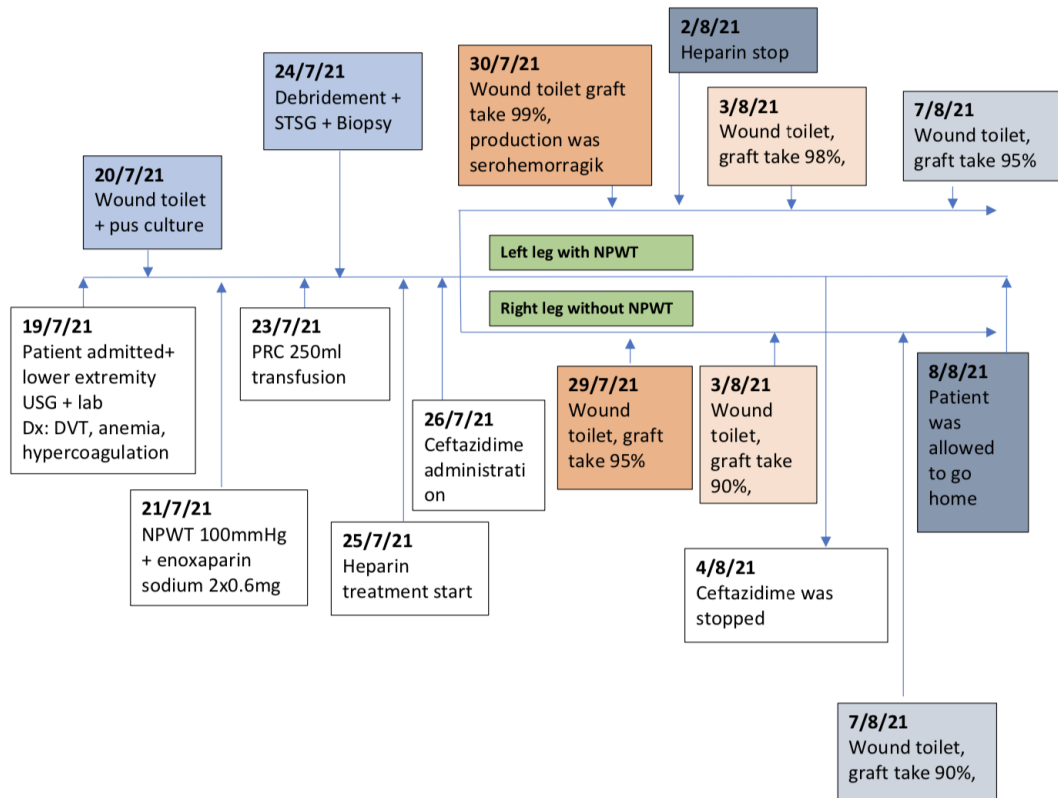 2/8/21
Heparin stop
24/7/21
Debridement +
STSG + Biopsy
30/7/21
Wound toilet graft
take 99%,
production was
serohemorragik
3/8/21
Wound toilet,
graft take 98%,
7/8/21
Wound toilet,
graft take 95%
20/7/21
Wound toilet
+ pus culture
Left leg with NPWT
Right leg without NPWT
19/7/21
Patient admitted+
lower extremity
USG + lab
Dx: DVT, anemia,
hypercoagulation
23/7/21
PRC 250ml
transfusion
26/7/21
Ceftazidime
administrati
on
29/7/21
Wound
toilet, graft
take 95%
3/8/21
Wound
toilet,
graft take
90%,
8/8/21
Patient
was
allowed
to go
home
21/7/21
NPWT 100mmHg
+ enoxaparin
sodium 2x0.6mg
25/7/21
Heparin
treatment start
4/8/21
Ceftazidime was
stopped
7/8/21
Wound toilet,
graft take 90%,